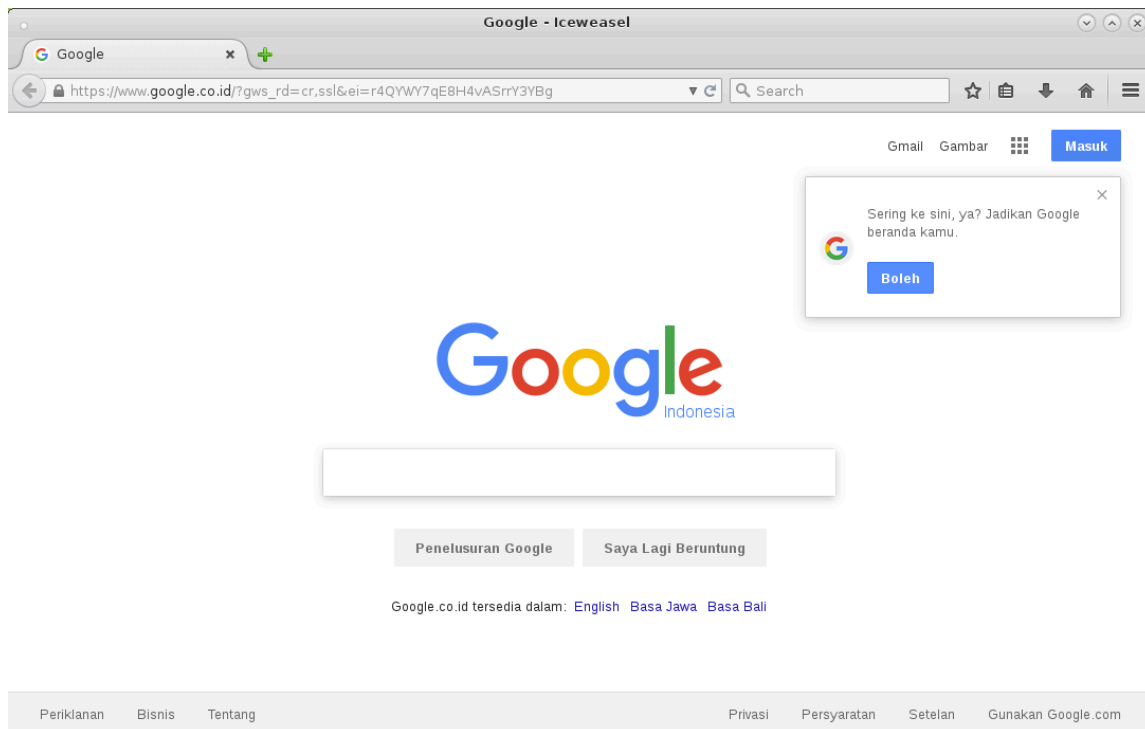 Google - Iceweasel
Google
https://www.google.co.id/?gws_rd=cr,ssl&ei=r4QYWY7qE8H4vASrrY3YBg
Search
Gmail Gambar Masuk
Sering ke sini, ya? Jadikan Google
beranda kamu.
Boleh
Google
Indonesia
Penelusuran Google Saya Lagi Beruntung
Google.co.id tersedia dalam: English Basa Jawa Basa Bali
Periklanan Bisnis Tentang Privasi Persyaratan Setelan Gunakan Google.com